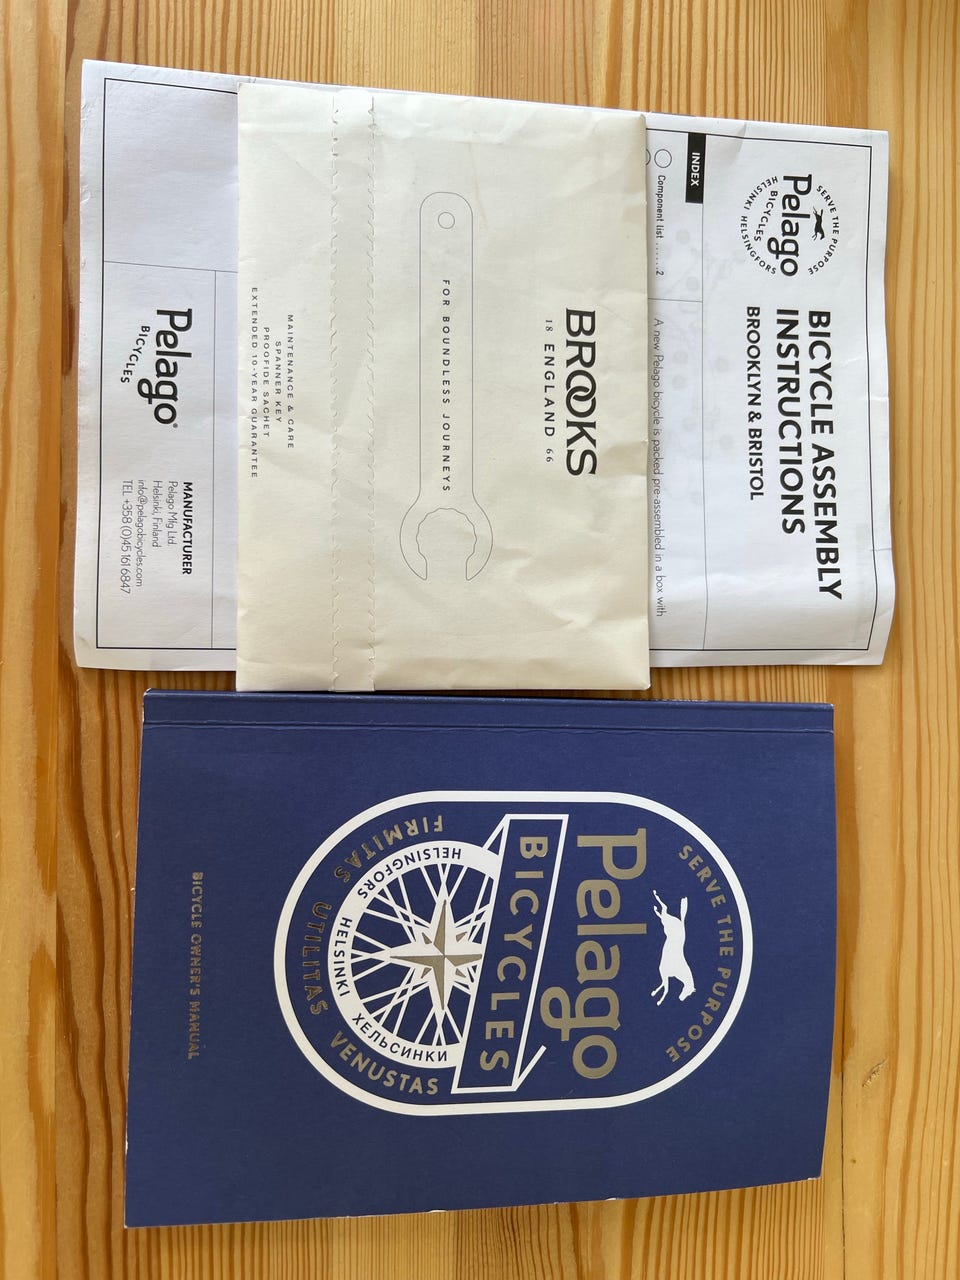 SERVE THE PURPOSE
Pelago
BICYCLES
HELSINKI HELSINGFORS
BICYCLE ASSEMBLY
INSTRUCTIONS
BROOKLYN & BRISTOL
INDEX
Component list ......2
A new Pelago bicycle is packed pre-assembled in a box with
BROOKS
18 ENGLAND 66
FOR BOUNDLESS JOURNEYS
MAINTENANCE & CARE
SPANNER KEY
PROOFIDE SACHET
EXTENDED 10-YEAR GUARANTEE
Pelago®
BICYCLES
MANUFACTURER
Pelago Mfg Ltd.
Helsinki, Finland
info@pelagobicycles.com
TEL +358 (0)45 161 6847
SERVE THE PURPOSE
Pelago
BICYCLES
HELSINGFORS HELSINKI ХЕЛЬСИНКИ
FIRMITAS UTILITAS VENUSTAS
BICYCLE OWNER'S MANUAL